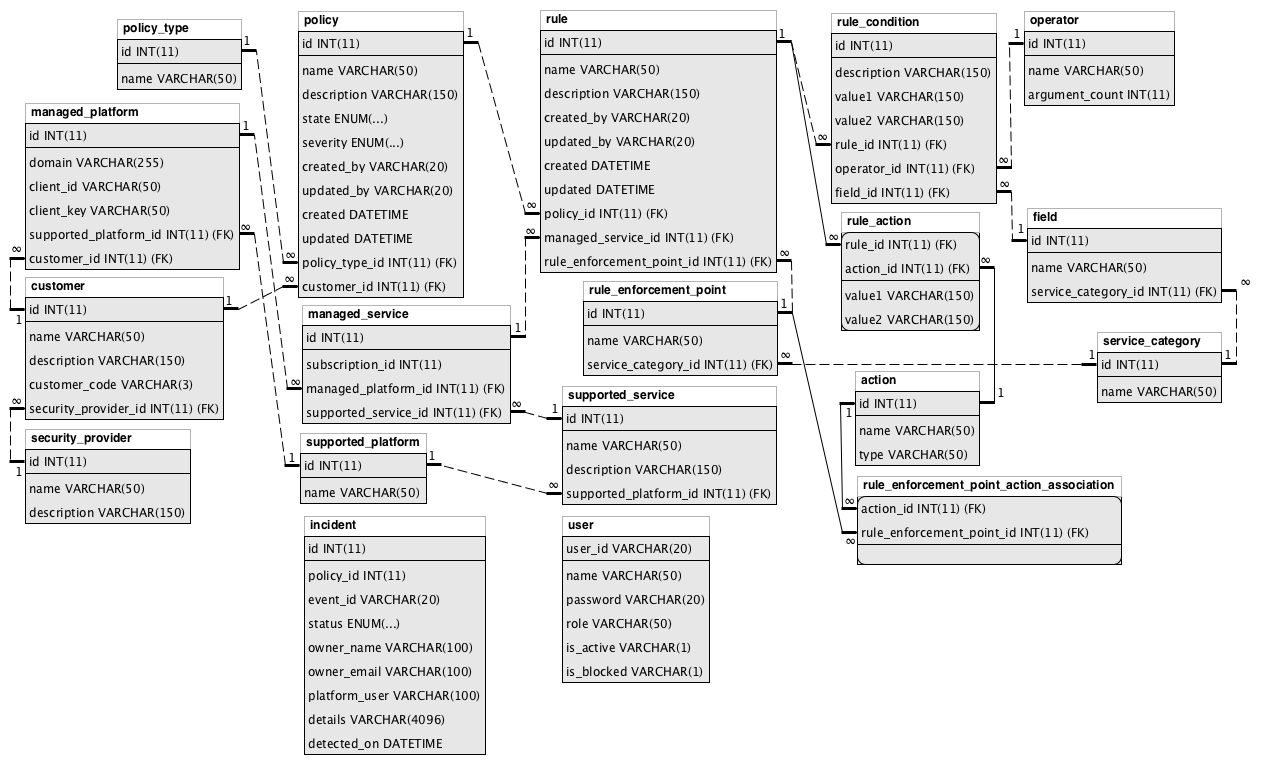 policy_type
id INT(11)
name VARCHAR(50)
1
managed_platform
id INT(11)
domain VARCHAR(255)
client_id VARCHAR(50)
client_key VARCHAR(50)
supported_platform_id INT(11) (FK)
customer_id INT(11) (FK)
1
∞
∞
customer
id INT(11)
name VARCHAR(50)
description VARCHAR(150)
customer_code VARCHAR(3)
security_provider_id INT(11) (FK)
1
1
∞
security_provider
id INT(11)
name VARCHAR(50)
description VARCHAR(150)
1
policy
id INT(11)
name VARCHAR(50)
description VARCHAR(150)
state ENUM(...)
severity ENUM(...)
created_by VARCHAR(20)
updated_by VARCHAR(20)
created DATETIME
updated DATETIME
policy_type_id INT(11) (FK)
customer_id INT(11) (FK)
1
∞
∞
managed_service
id INT(11)
subscription_id INT(11)
managed_platform_id INT(11) (FK)
supported_service_id INT(11) (FK)
1
∞
∞
supported_platform
id INT(11)
name VARCHAR(50)
1
1
incident
id INT(11)
policy_id INT(11)
event_id VARCHAR(20)
status ENUM(...)
owner_name VARCHAR(100)
owner_email VARCHAR(100)
platform_user VARCHAR(100)
details VARCHAR(4096)
detected_on DATETIME
rule
id INT(11)
name VARCHAR(50)
description VARCHAR(150)
created_by VARCHAR(20)
updated_by VARCHAR(20)
created DATETIME
updated DATETIME
policy_id INT(11) (FK)
managed_service_id INT(11) (FK)
rule_enforcement_point_id INT(11) (FK)
1
∞
∞
∞
rule_enforcement_point
id INT(11)
name VARCHAR(50)
service_category_id INT(11) (FK)
1
∞
supported_service
id INT(11)
name VARCHAR(50)
description VARCHAR(150)
supported_platform_id INT(11) (FK)
1
∞
user
user_id VARCHAR(20)
name VARCHAR(50)
password VARCHAR(20)
role VARCHAR(50)
is_active VARCHAR(1)
is_blocked VARCHAR(1)
rule_condition
id INT(11)
description VARCHAR(150)
value1 VARCHAR(150)
value2 VARCHAR(150)
rule_id INT(11) (FK)
operator_id INT(11) (FK)
field_id INT(11) (FK)
∞
∞
∞
rule_action
rule_id INT(11) (FK)
action_id INT(11) (FK)
value1 VARCHAR(150)
value2 VARCHAR(150)
∞
∞
action
id INT(11)
name VARCHAR(50)
type VARCHAR(50)
1
1
rule_enforcement_point_action_association
action_id INT(11) (FK)
rule_enforcement_point_id INT(11) (FK)
∞
∞
operator
id INT(11)
name VARCHAR(50)
argument_count INT(11)
1
field
id INT(11)
name VARCHAR(50)
service_category_id INT(11) (FK)
1
∞
service_category
id INT(11)
name VARCHAR(50)
1
1